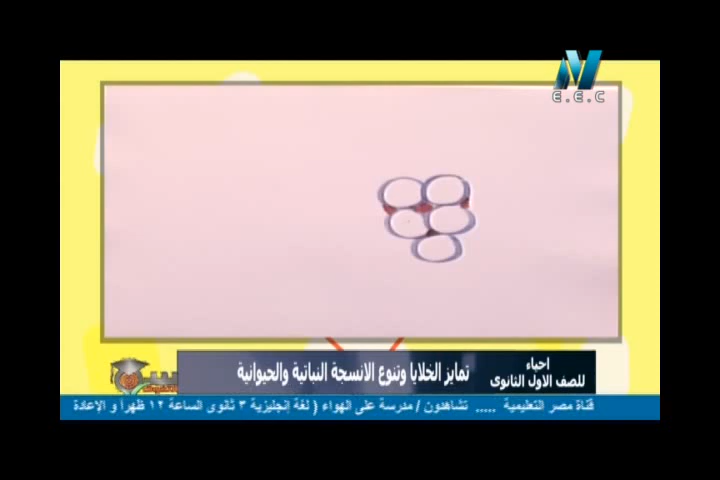 E.E.C
احياء
للصف الاول الثانوى
تمايز الخلايا وتنوع الانسجة النباتية والحيوانية
قناة مصر التعليمية ..... تشاهدون / مدرسة على الهواء ( لغة إنجليزية ٣ ثانوى الساعة ١٢ ظهراً و الإعادة